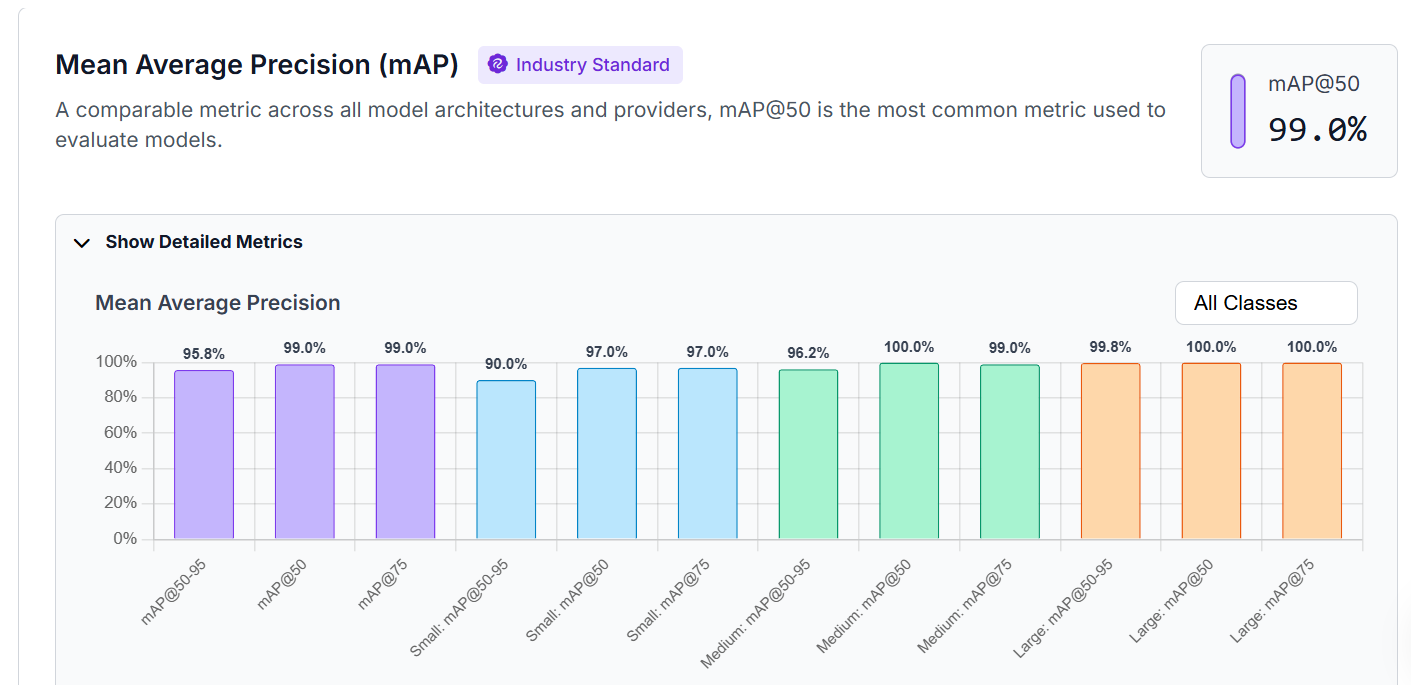 Mean Average Precision (mAP)
Industry Standard
A comparable metric across all model architectures and providers, mAP@50 is the most common metric used to
evaluate models.
mAP@50
99.0%
Show Detailed Metrics
Mean Average Precision
All Classes
95.8% 99.0% 99.0% 90.0% 97.0% 97.0% 96.2% 100.0% 99.0% 99.8% 100.0% 100.0%
100%
80%
60%
40%
20%
0%
mAP@50-95
mAP@50
mAP@75
Small: mAP@50-95
Small: mAP@50
Small: mAP@75
Medium: mAP@50-95
Medium: mAP@50
Medium: mAP@75
Large: mAP@50-95
Large: mAP@50
Large: mAP@75